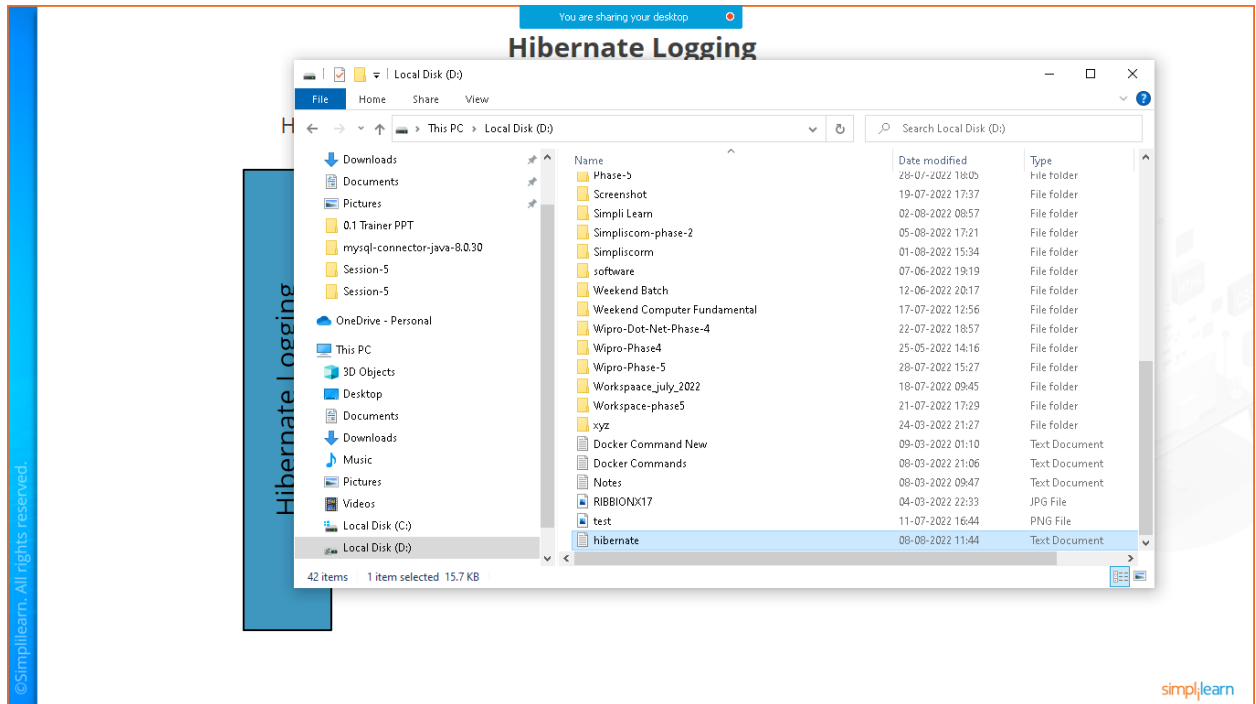 You are sharing your desktop
Hibernate Logging
Local Disk (D:)
File Home Share View
H
This PC › Local Disk (D:)
Search Local Disk (D:)
Downloads
Documents
Pictures
0.1 Trainer PPT
mysql-connector-java-8.0.30
Session-5
Session-5
OneDrive - Personal
This PC
3D Objects
Desktop
Documents
Downloads
Music
Pictures
Videos
Local Disk (C:)
Local Disk (D:)
Name Date modified Type
Phase-5 28-07-2022 18:05 File folder
Screenshot 19-07-2022 17:37 File folder
Simpli Learn 02-08-2022 08:57 File folder
Simpliscom-phase-2 05-08-2022 17:21 File folder
Simpliscorm 01-08-2022 15:34 File folder
software 07-06-2022 19:19 File folder
Weekend Batch 12-06-2022 20:17 File folder
Weekend Computer Fundamental 17-07-2022 12:56 File folder
Wipro-Dot-Net-Phase-4 22-07-2022 18:57 File folder
Wipro-Phase4 25-05-2022 14:16 File folder
Wipro-Phase-5 28-07-2022 15:27 File folder
Workspaace_july_2022 18-07-2022 09:45 File folder
Workspace-phase5 21-07-2022 17:29 File folder
xyz 24-03-2022 21:27 File folder
Docker Command New 09-03-2022 01:10 Text Document
Docker Commands 08-03-2022 21:06 Text Document
Notes 08-03-2022 09:47 Text Document
RIBBIONX17 04-03-2022 22:33 JPG File
test 11-07-2022 16:44 PNG File
hibernate 08-08-2022 11:44 Text Document
42 items 1 item selected 15.7 KB
Hibernate Logging
©Simplilearn. All rights reserved.
simplilearn